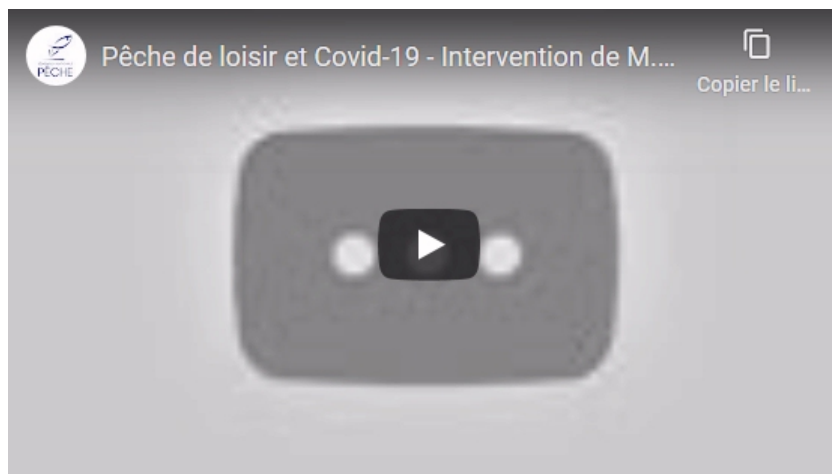 Pêche de loisir et Covid-19 - Intervention de M....
Copier le li...
PÊCHE